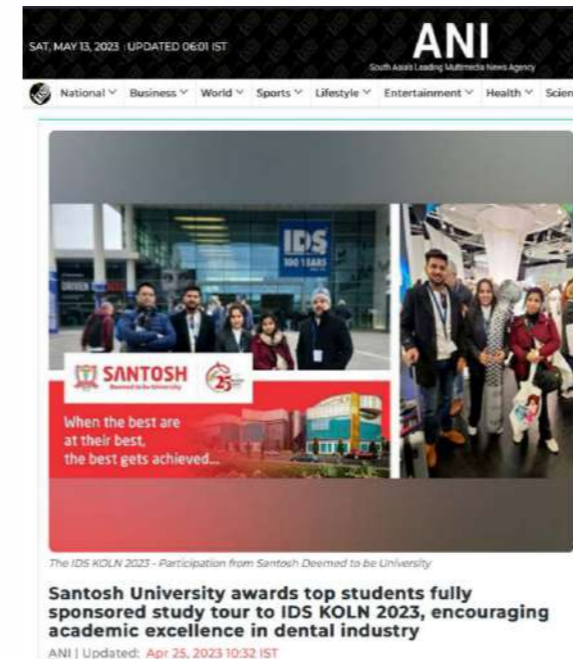 SAT, MAY 13, 2023 | UPDATED 06:01 IST
ANI
South Asia's Leading Multimedia News Agency
National Business World Sports Lifestyle Entertainment Health Scien
IDS
100 YEARS
DRIVEN
SANTOSH
Deemed to be University
25
When the best are
at their best,
the best gets achieved...
The IDS KOLN 2023 - Participation from Santosh Deemed to be University
Santosh University awards top students fully
sponsored study tour to IDS KOLN 2023, encouraging
academic excellence in dental industry
ANI | Updated: Apr 25, 2023 10:32 IST